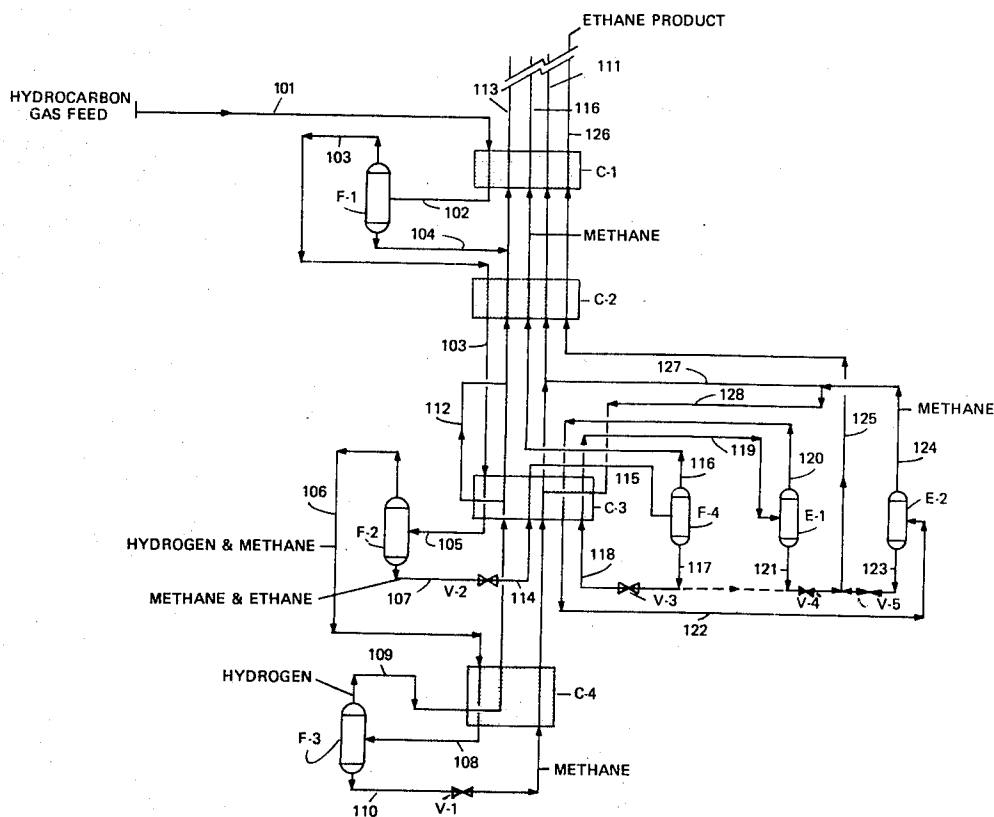 ETHANE PRODUCT
111
101
113
116
HYDROCARBON
GAS FEED
126
103
C-1
F-1
102
104
METHANE
C-2
103
127
128
112
METHANE
125
119
120
124
106
115
116
E-2
C-3
F-4
E-1
F-2
105
118
HYDROGEN & METHANE
117
121
123
METHANE & ETHANE
107
V-2
114
V-3
V-4
V-5
122
109
HYDROGEN
C-4
F-3
108
METHANE
110
V-1